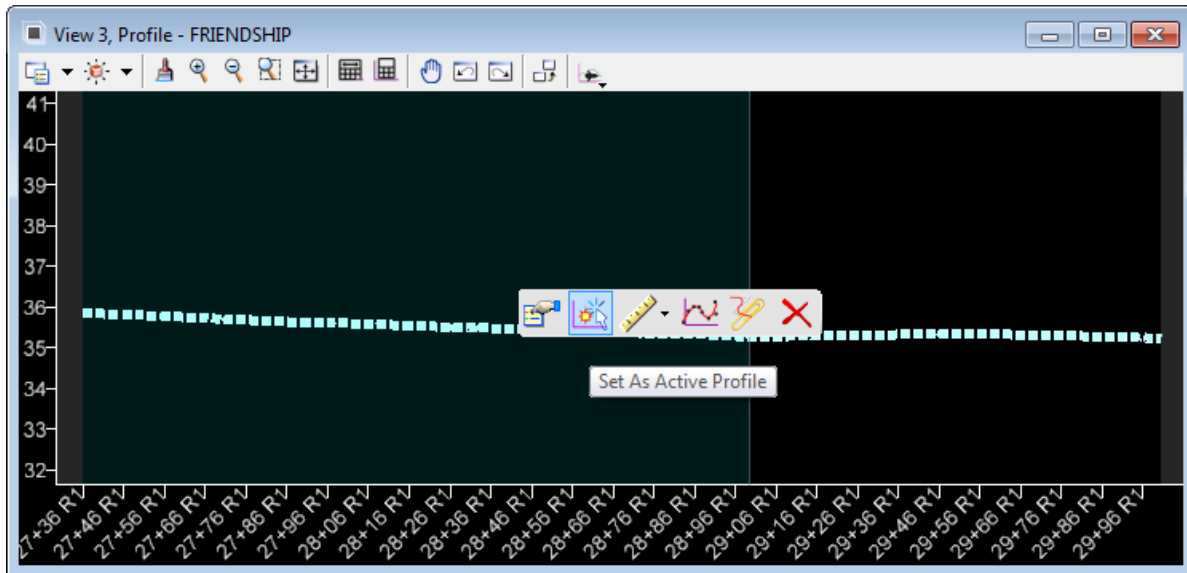 View 3, Profile - FRIENDSHIP
41
40
39
38
37
36
35
34
33
32
Set As Active Profile
27+36 R1
27+46 R1
27+56 R1
27+66 R1
27+76 R1
27+86 R1
27+96 R1
28+06 R1
28+16 R1
28+26 R1
28+36 R1
28+46 R1
28+56 R1
28+66 R1
28+76 R1
28+86 R1
28+96 R1
29+06 R1
29+16 R1
29+26 R1
29+36 R1
29+46 R1
29+56 R1
29+66 R1
29+76 R1
29+86 R1
29+96 R1